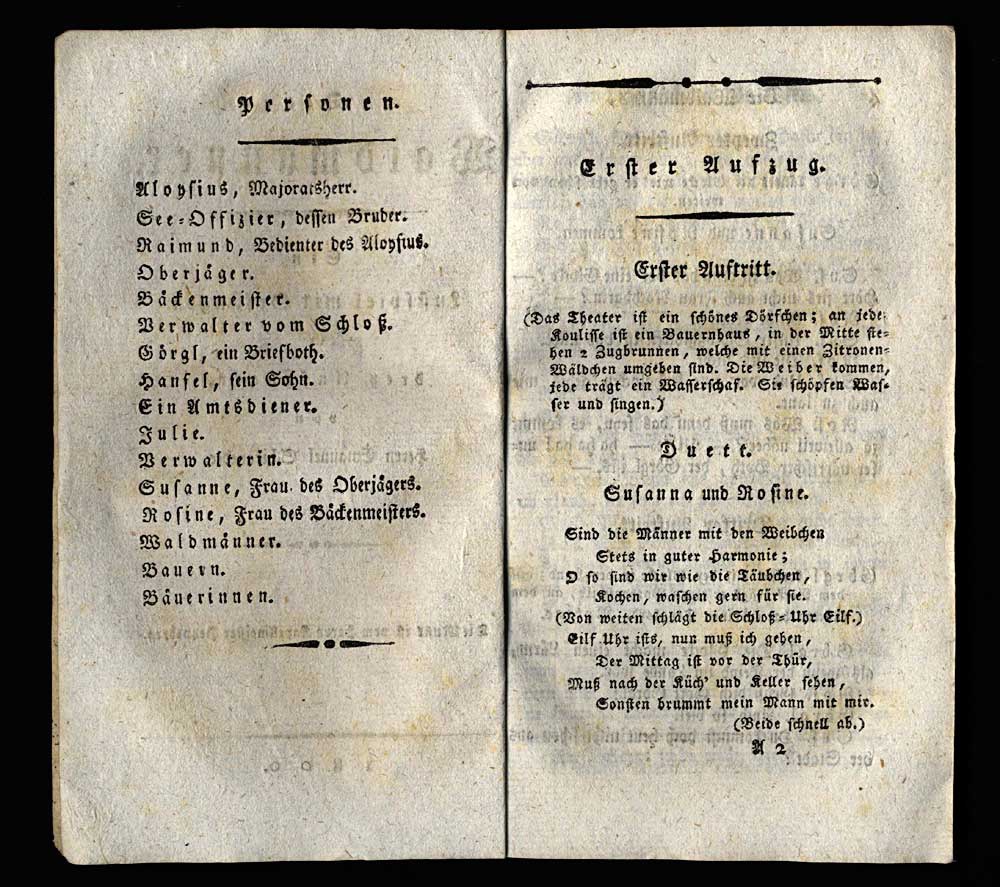 Personen.
Aloysius, Majoratsherr.
See-Offizier, dessen Bruder.
Raimund, Bedienter des Aloysius.
Oberjäger.
Bäckenmeister.
Verwalter vom Schloß.
Görgl, ein Briefboth.
Hansel, sein Sohn.
Ein Amtsdiener.
Julie.
Verwalterin.
Susanne, Frau des Oberjägers.
Rosine, Frau des Bäckenmeisters.
Waldmänner.
Bauern.
Bäuerinnen.
Erster Aufzug.
Erster Auftritt.
(Das Theater ist ein schönes Dörfchen; an jede
Koulisse ist ein Bauernhaus, in der Mitte ste-
hen 2 Zugbrunnen, welche mit einen Zitronen-
Wäldchen umgeben sind. Die Weiber kommen,
jede trägt ein Wasserschaf. Sie schöpfen Was-
ser und singen.)
Duett.
Susanna und Rosine.
Sind die Männer mit den Weibchen
Stets in guter Harmonie;
O so sind wir wie die Täubchen,
Kochen, waschen gern für sie.
(Von weiten schlägt die Schloß-Uhr Eilf.)
Eilf Uhr ists, nun muß ich gehen,
Der Mittag ist vor der Thür,
Muß nach der Küch' und Keller sehen,
Sonsten brummt mein Mann mit mir.
(Beide schnell ab.)
A 2